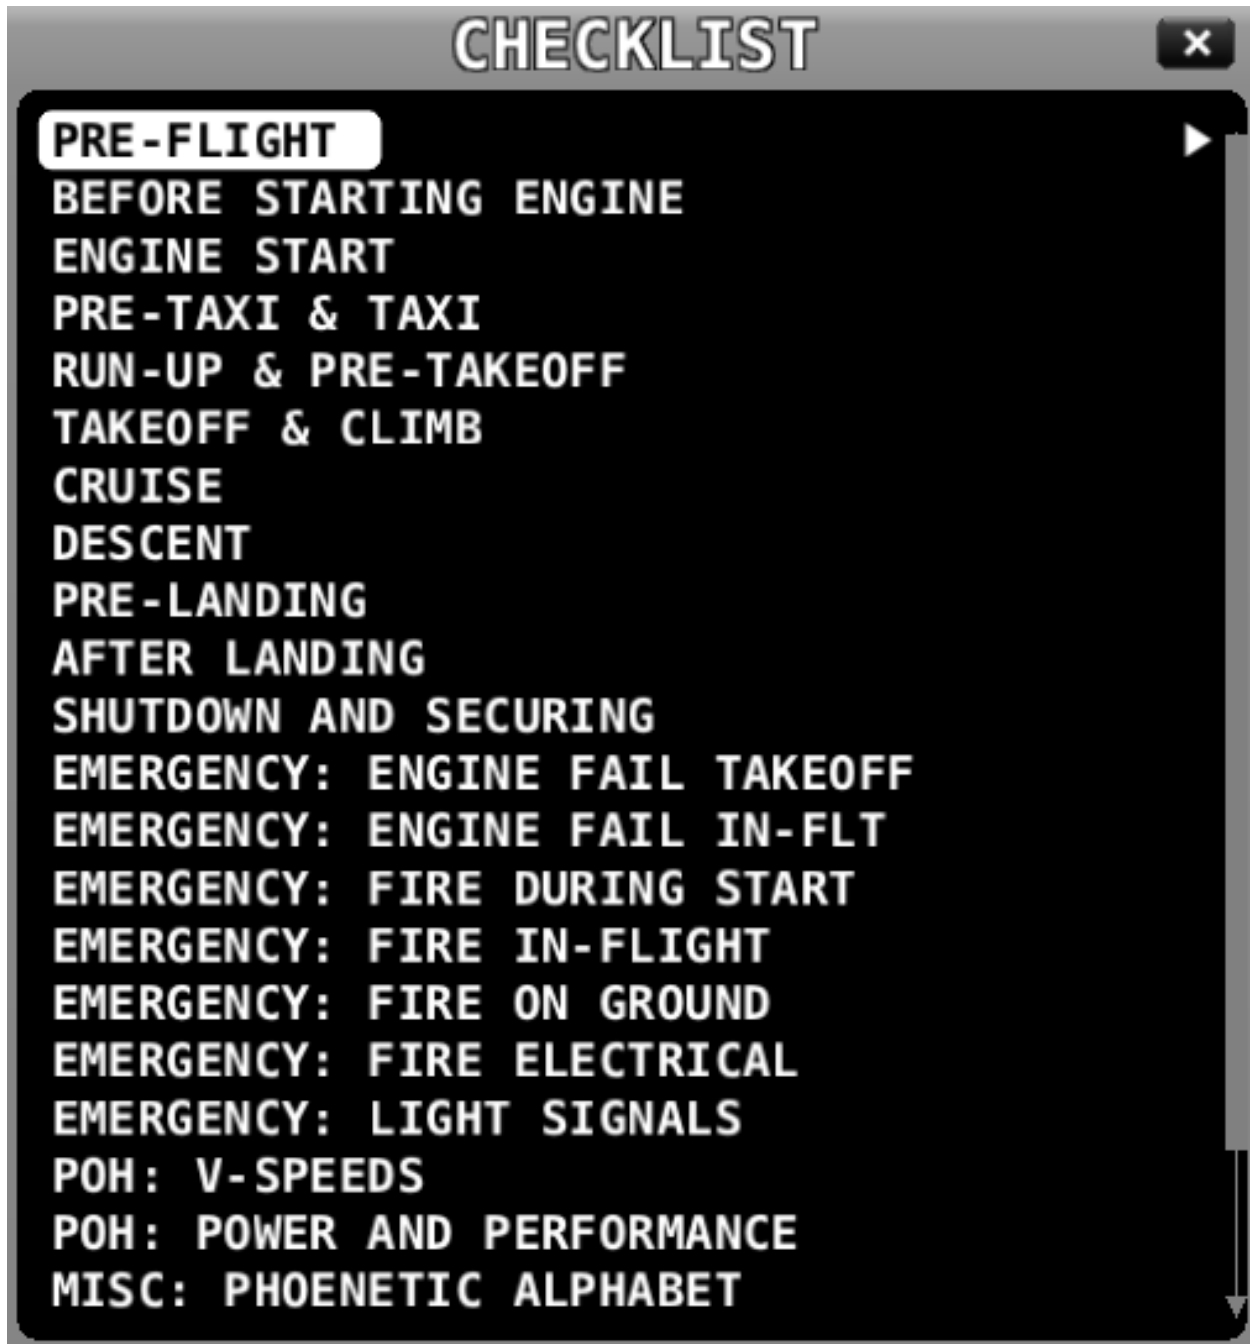 CHECKLIST
PRE-FLIGHT
BEFORE STARTING ENGINE
ENGINE START
PRE-TAXI & TAXI
RUN-UP & PRE-TAKEOFF
TAKEOFF & CLIMB
CRUISE
DESCENT
PRE-LANDING
AFTER LANDING
SHUTDOWN AND SECURING
EMERGENCY: ENGINE FAIL TAKEOFF
EMERGENCY: ENGINE FAIL IN-FLT
EMERGENCY: FIRE DURING START
EMERGENCY: FIRE IN-FLIGHT
EMERGENCY: FIRE ON GROUND
EMERGENCY: FIRE ELECTRICAL
EMERGENCY: LIGHT SIGNALS
POH: V-SPEEDS
POH: POWER AND PERFORMANCE
MISC: PHOENETIC ALPHABET